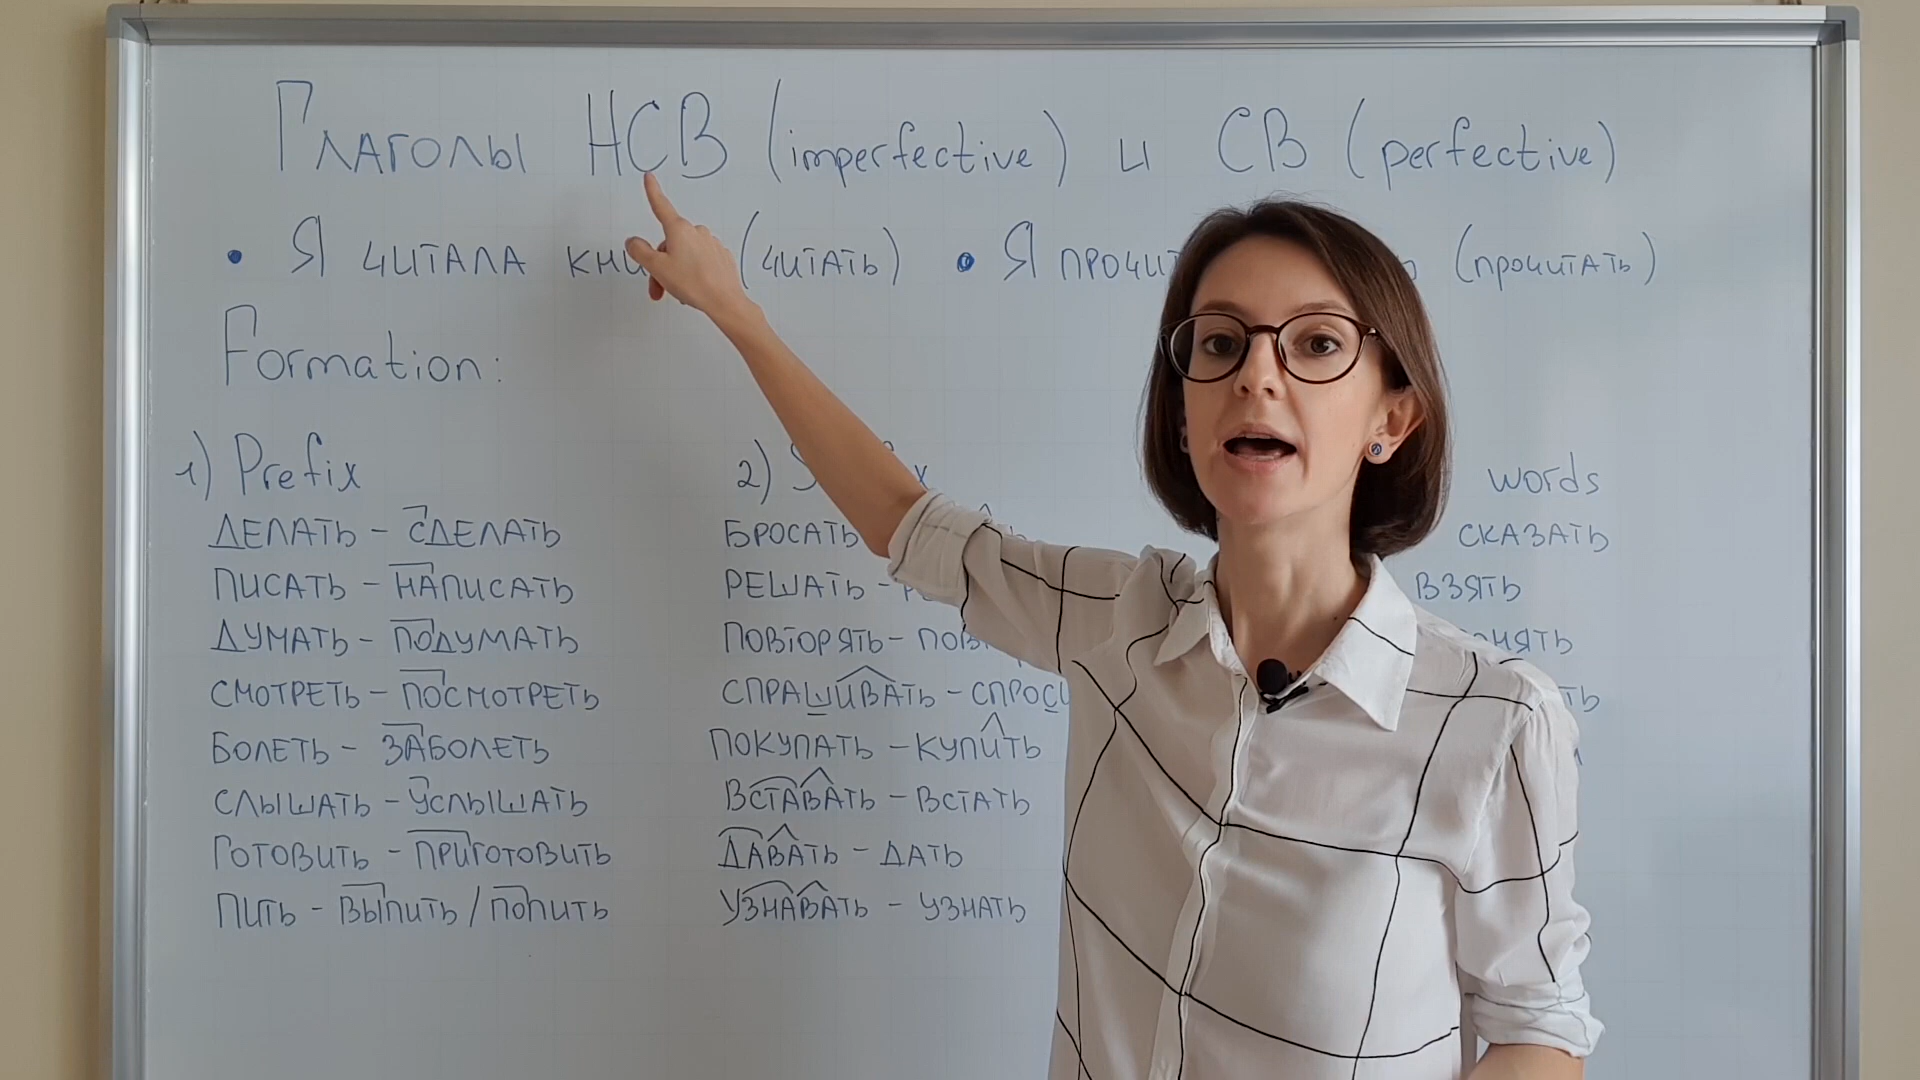 Глаголы НСВ (imperfective) и СВ (perfective)
• Я читала (читать) • Я (прочитать)
Formation:
1) Prefix
2)
words
делать - сделать
писать - написать
думать - подумать
смотреть - посмотреть
болеть - заболеть
слышать - услышать
готовить - приготовить
пить - выпить / попить
бросать
решать -
повторять -
спрашивать -
покупать - купить
вставать - встать
давать - дать
узнавать - узнать
сказать
взять